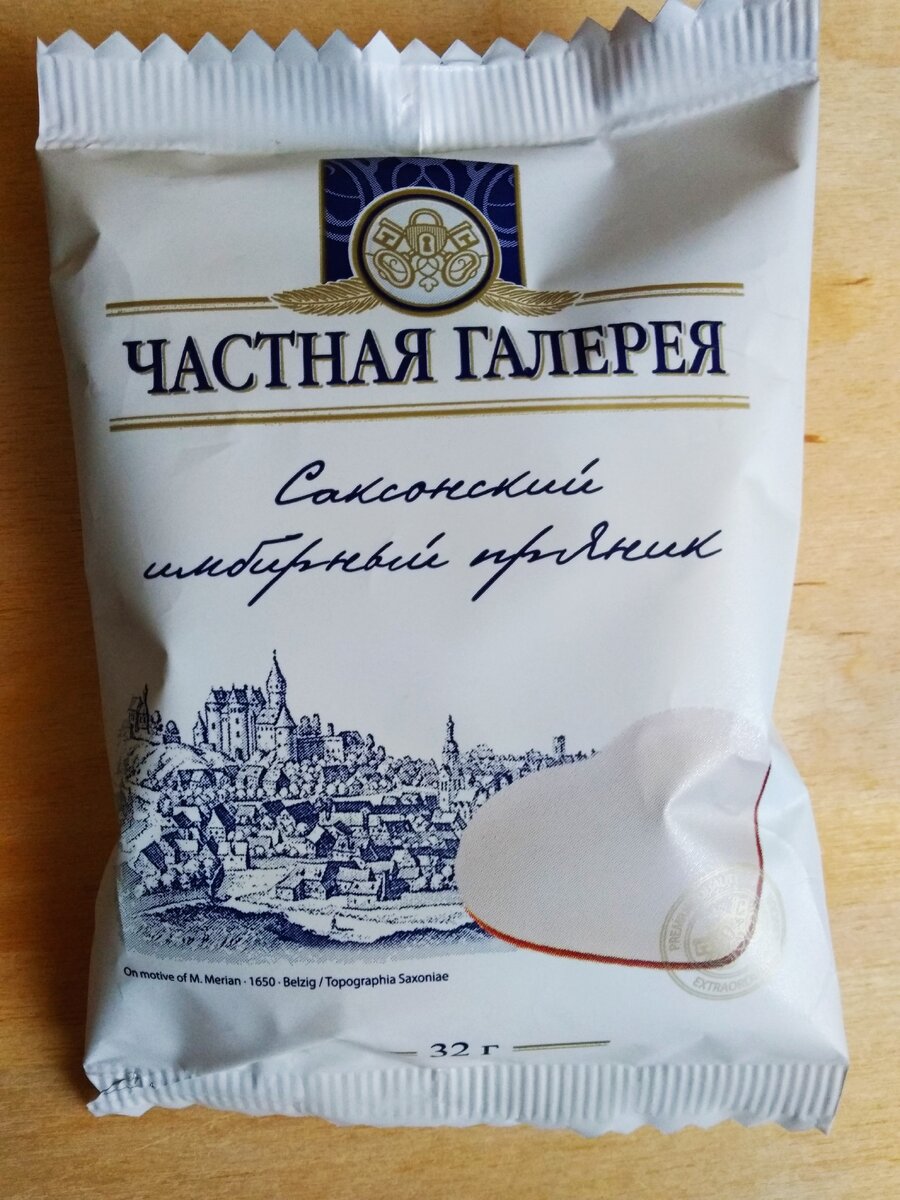 ЧАСТНАЯ ГАЛЕРЕЯ
Саксонский
имбирный пряник
On motive of M. Merian · 1650 · Belzig / Topographia Saxoniae
32 г